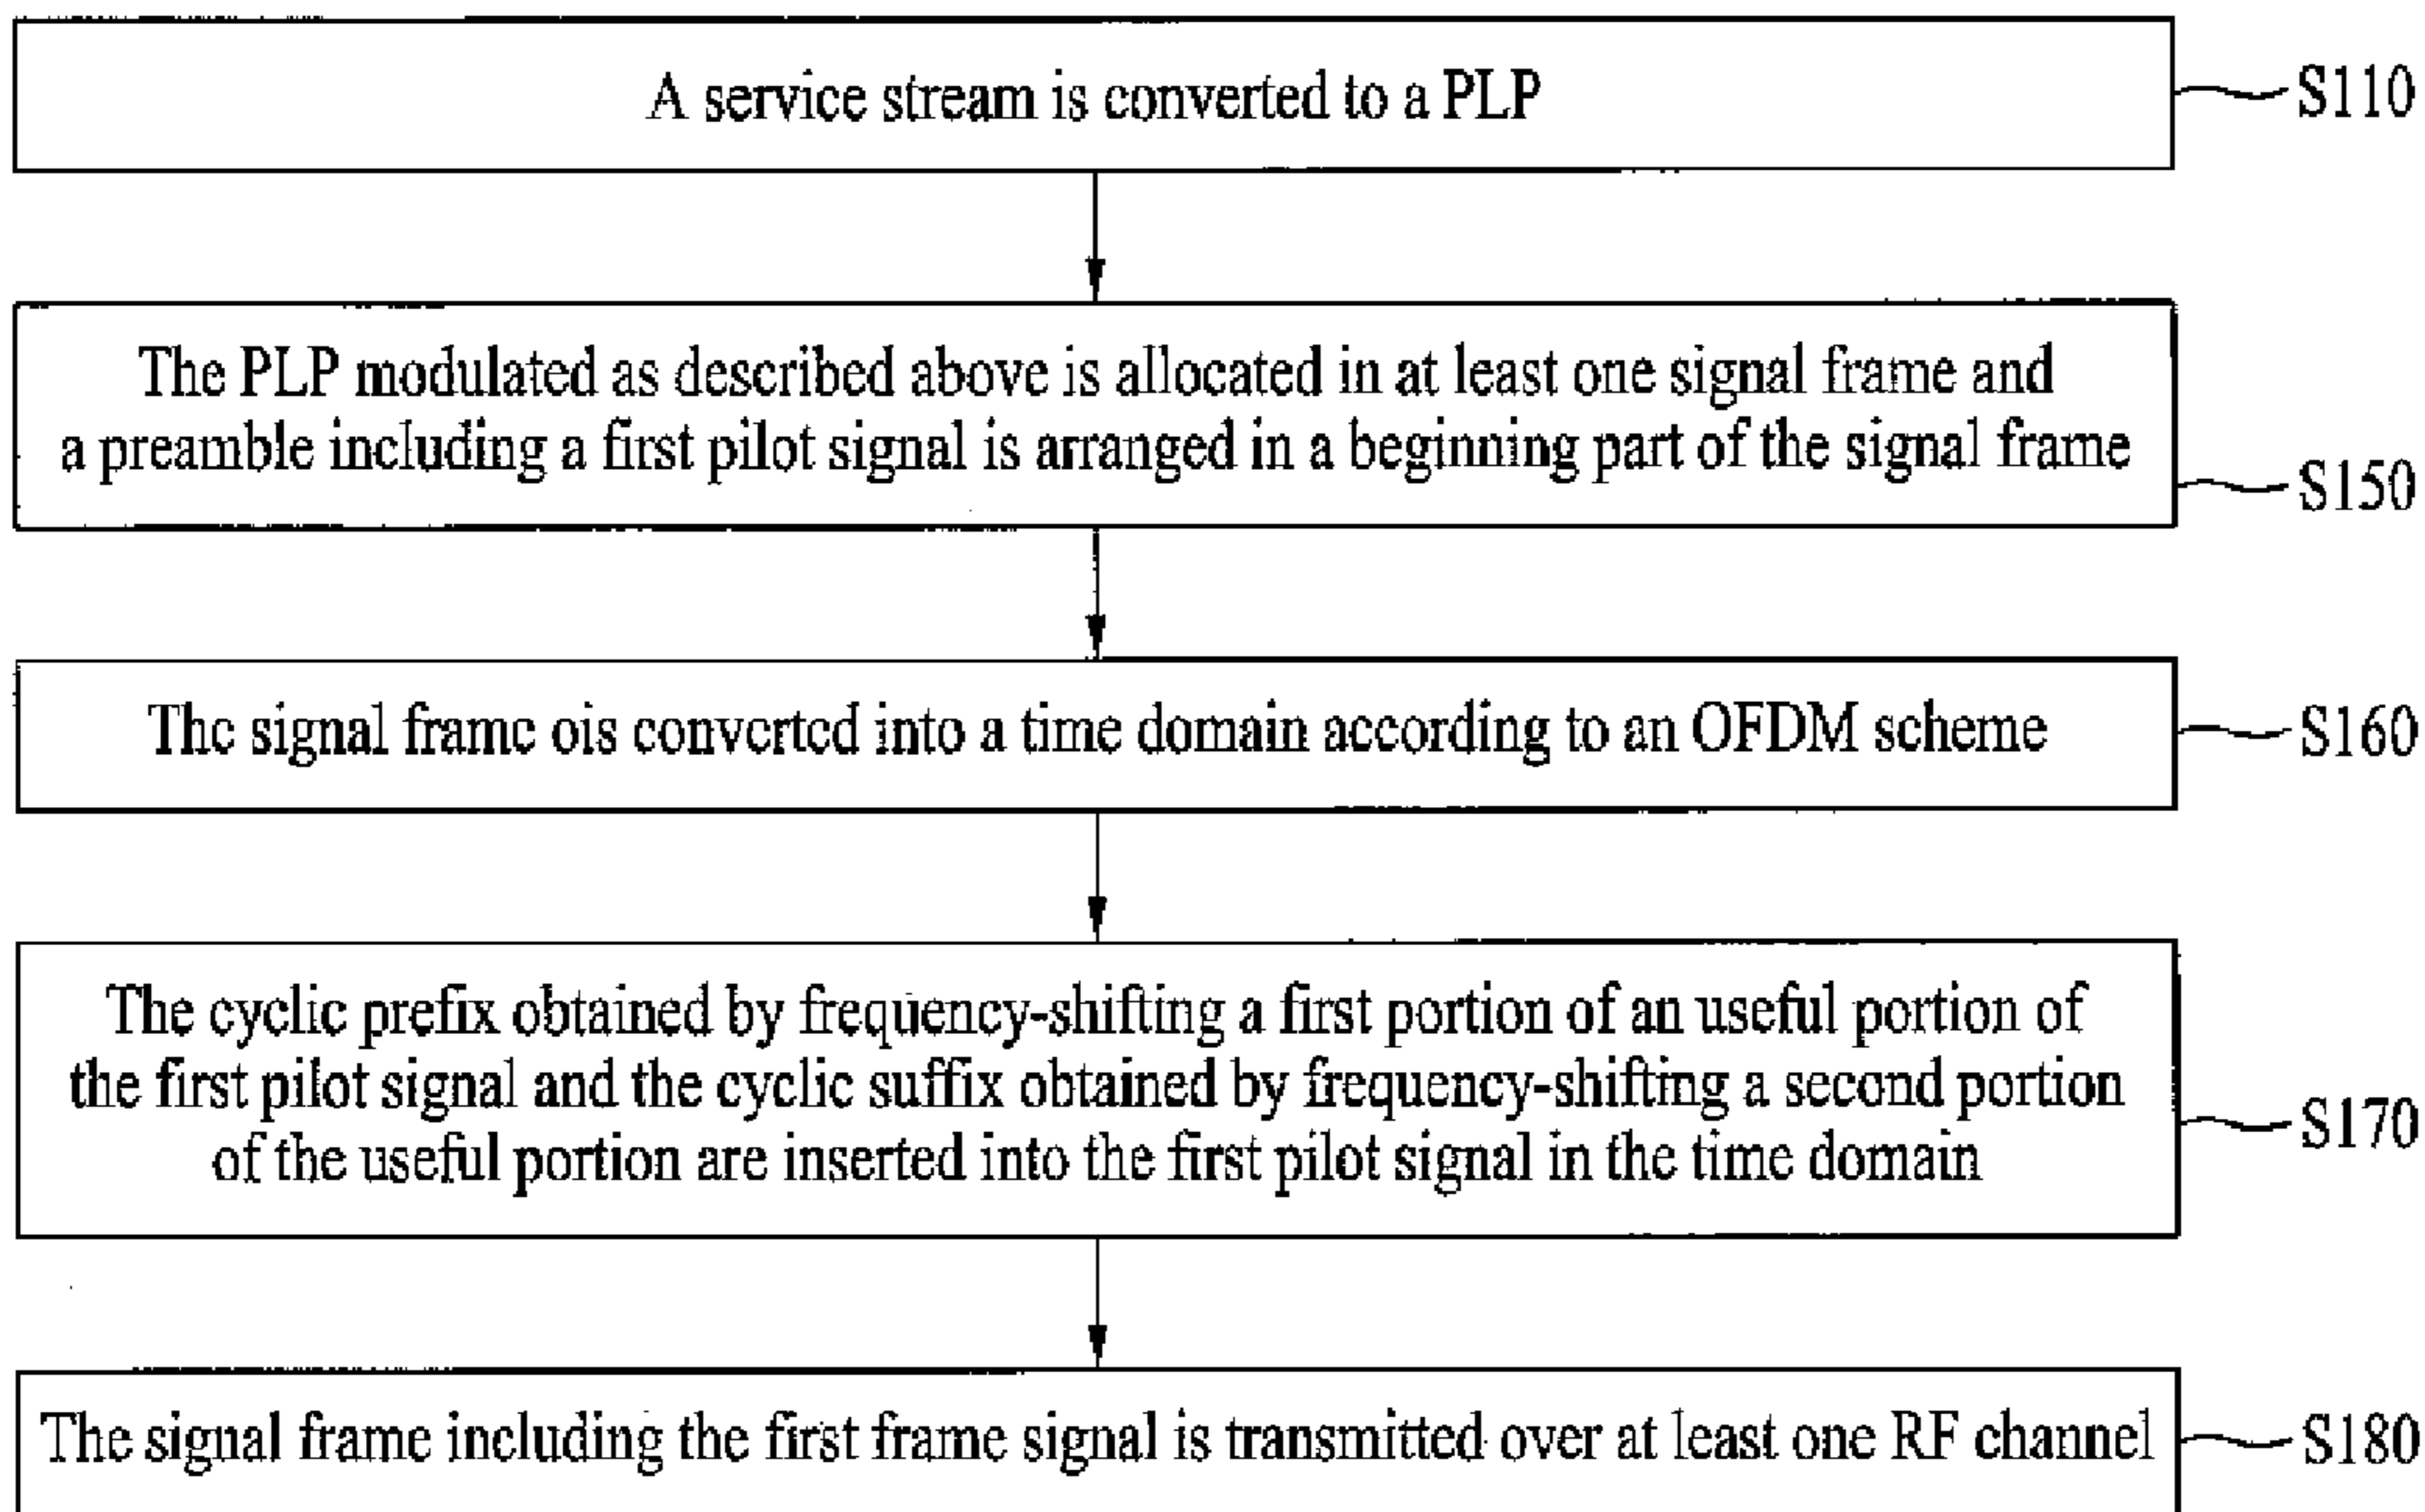 A service stream is converted to a PLP
S110
The PLP modulated as described above is allocated in at least one signal frame and
a preamble including a first pilot signal is arranged in a beginning part of the signal frame
S150
The signal frame ois converted into a time domain according to an OFDM scheme
S160
The cyclic prefix obtained by frequency-shifting a first portion of an useful portion of
the first pilot signal and the cyclic suffix obtained by frequency-shifting a second portion
of the useful portion are inserted into the first pilot signal in the time domain
S170
The signal frame including the first frame signal is transmitted over at least one RF channel
S180